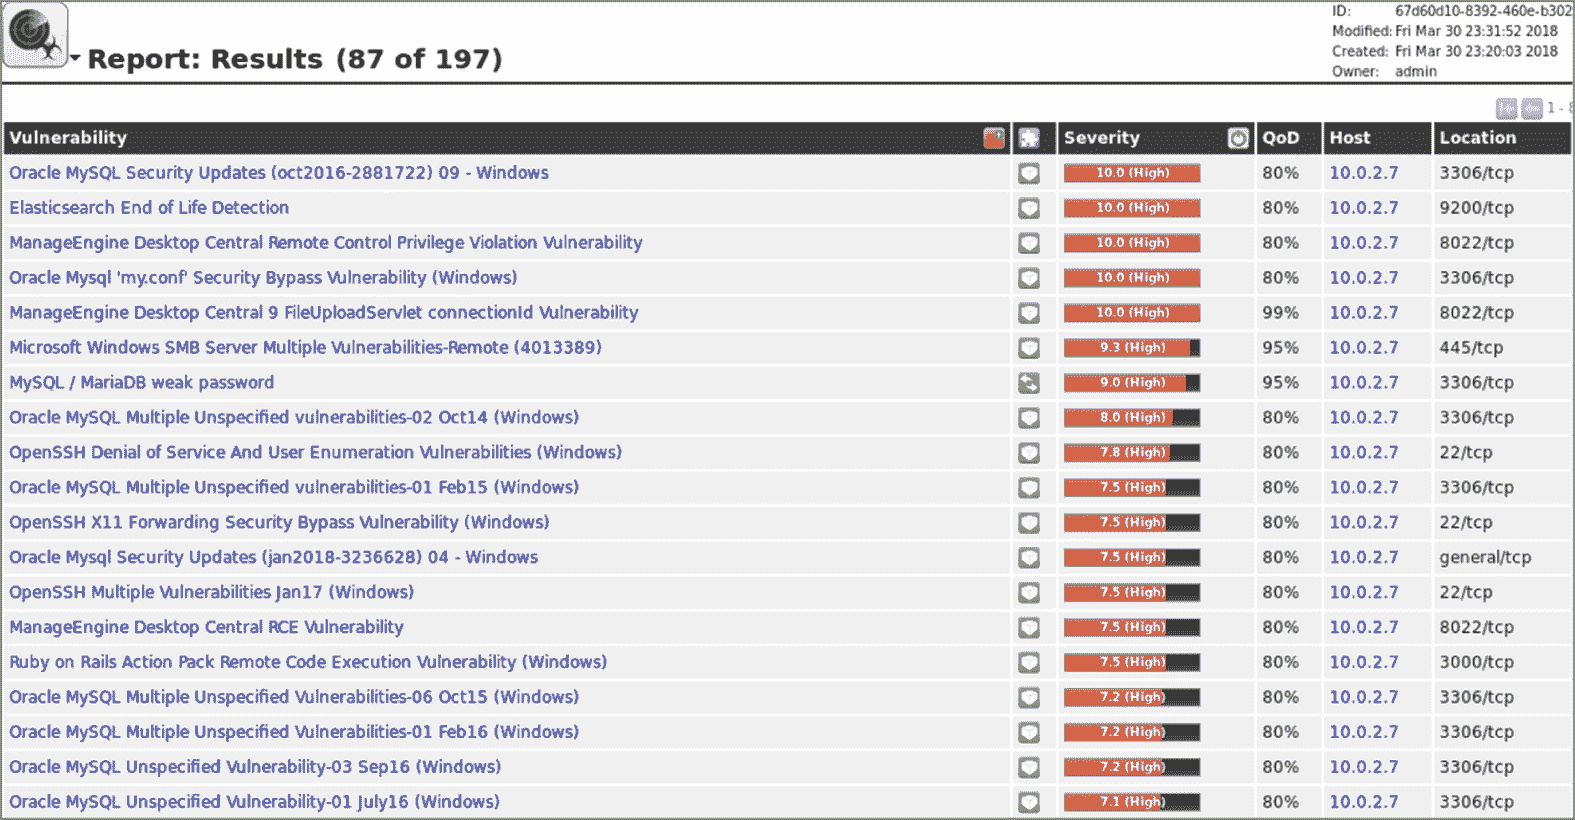 ID: 67d60d10-8392-460e-b302
Modified: Fri Mar 30 23:31:52 2018
Created: Fri Mar 30 23:20:03 2018
Owner: admin
Report: Results (87 of 197)
1 - 8
Vulnerability Severity QoD Host Location
Oracle MySQL Security Updates (oct2016-2881722) 09 - Windows 10.0 (High) 80% 10.0.2.7 3306/tcp
Elasticsearch End of Life Detection 10.0 (High) 80% 10.0.2.7 9200/tcp
ManageEngine Desktop Central Remote Control Privilege Violation Vulnerability 10.0 (High) 80% 10.0.2.7 8022/tcp
Oracle Mysql 'my.conf' Security Bypass Vulnerability (Windows) 10.0 (High) 80% 10.0.2.7 3306/tcp
ManageEngine Desktop Central 9 FileUploadServlet connectionId Vulnerability 10.0 (High) 99% 10.0.2.7 8022/tcp
Microsoft Windows SMB Server Multiple Vulnerabilities-Remote (4013389) 9.3 (High) 95% 10.0.2.7 445/tcp
MySQL / MariaDB weak password 9.0 (High) 95% 10.0.2.7 3306/tcp
Oracle MySQL Multiple Unspecified vulnerabilities-02 Oct14 (Windows) 8.0 (High) 80% 10.0.2.7 3306/tcp
OpenSSH Denial of Service And User Enumeration Vulnerabilities (Windows) 7.8 (High) 80% 10.0.2.7 22/tcp
Oracle MySQL Multiple Unspecified vulnerabilities-01 Feb15 (Windows) 7.5 (High) 80% 10.0.2.7 3306/tcp
OpenSSH X11 Forwarding Security Bypass Vulnerability (Windows) 7.5 (High) 80% 10.0.2.7 22/tcp
Oracle Mysql Security Updates (jan2018-3236628) 04 - Windows 7.5 (High) 80% 10.0.2.7 general/tcp
OpenSSH Multiple Vulnerabilities Jan17 (Windows) 7.5 (High) 80% 10.0.2.7 22/tcp
ManageEngine Desktop Central RCE Vulnerability 7.5 (High) 80% 10.0.2.7 8022/tcp
Ruby on Rails Action Pack Remote Code Execution Vulnerability (Windows) 7.5 (High) 80% 10.0.2.7 3000/tcp
Oracle MySQL Multiple Unspecified Vulnerabilities-06 Oct15 (Windows) 7.2 (High) 80% 10.0.2.7 3306/tcp
Oracle MySQL Multiple Unspecified Vulnerabilities-01 Feb16 (Windows) 7.2 (High) 80% 10.0.2.7 3306/tcp
Oracle MySQL Unspecified Vulnerability-03 Sep16 (Windows) 7.2 (High) 80% 10.0.2.7 3306/tcp
Oracle MySQL Unspecified Vulnerability-01 July16 (Windows) 7.1 (High) 80% 10.0.2.7 3306/tcp